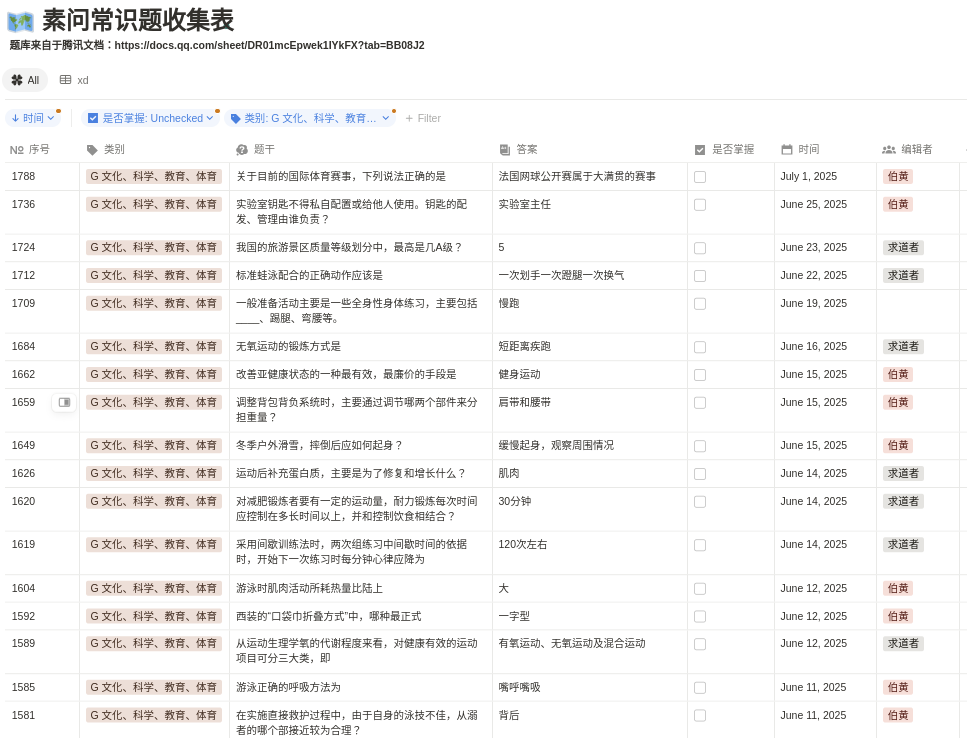 素问常识题收集表
题库来自于腾讯文档：https://docs.qq.com/sheet/DR01mcEpwek1IYkFX?tab=BB08J2
All xd
时间 是否掌握: Unchecked 类别: G 文化、科学、教育… Filter
序号 类别 题干 答案 是否掌握 时间 编辑者
1788 G 文化、科学、教育、体育 关于目前的国际体育赛事，下列说法正确的是 法国网球公开赛属于大满贯的赛事 July 1, 2025 伯黄
1736 G 文化、科学、教育、体育 实验室钥匙不得私自配置或给他人使用。钥匙的配 实验室主任 June 25, 2025 伯黄
发、管理由谁负责？
1724 G 文化、科学、教育、体育 我国的旅游景区质量等级划分中，最高是几A级？ 5 June 23, 2025 求道者
1712 G 文化、科学、教育、体育 标准蛙泳配合的正确动作应该是 一次划手一次蹬腿一次换气 June 22, 2025 求道者
1709 G 文化、科学、教育、体育 一般准备活动主要是一些全身性身体练习，主要包括 慢跑 June 19, 2025
____、踢腿、弯腰等。
1684 G 文化、科学、教育、体育 无氧运动的锻炼方式是 短距离疾跑 June 16, 2025 求道者
1662 G 文化、科学、教育、体育 改善亚健康状态的一种最有效，最廉价的手段是 健身运动 June 15, 2025 伯黄
1659 G 文化、科学、教育、体育 调整背包背负系统时，主要通过调节哪两个部件来分 肩带和腰带 June 15, 2025 伯黄
担重量？
1649 G 文化、科学、教育、体育 冬季户外滑雪，摔倒后应如何起身？ 缓慢起身，观察周围情况 June 15, 2025 伯黄
1626 G 文化、科学、教育、体育 运动后补充蛋白质，主要是为了修复和增长什么？ 肌肉 June 14, 2025 求道者
1620 G 文化、科学、教育、体育 对减肥锻炼者要有一定的运动量，耐力锻炼每次时间 30分钟 June 14, 2025 求道者
应控制在多长时间以上，并和控制饮食相结合？
1619 G 文化、科学、教育、体育 采用间歇训练法时，两次组练习中间歇时间的依据 120次左右 June 14, 2025 求道者
时，开始下一次练习时每分钟心律应降为
1604 G 文化、科学、教育、体育 游泳时肌肉活动所耗热量比陆上 大 June 12, 2025 伯黄
1592 G 文化、科学、教育、体育 西装的“口袋巾折叠方式”中，哪种最正式 一字型 June 12, 2025 伯黄
1589 G 文化、科学、教育、体育 从运动生理学氧的代谢程度来看，对健康有效的运动 有氧运动、无氧运动及混合运动 June 12, 2025 求道者
项目可分三大类，即
1585 G 文化、科学、教育、体育 游泳正确的呼吸方法为 嘴呼嘴吸 June 11, 2025 伯黄
1581 G 文化、科学、教育、体育 在实施直接救护过程中，由于自身的泳技不佳，从溺 背后 June 11, 2025 伯黄
者的哪个部接近较为合理？